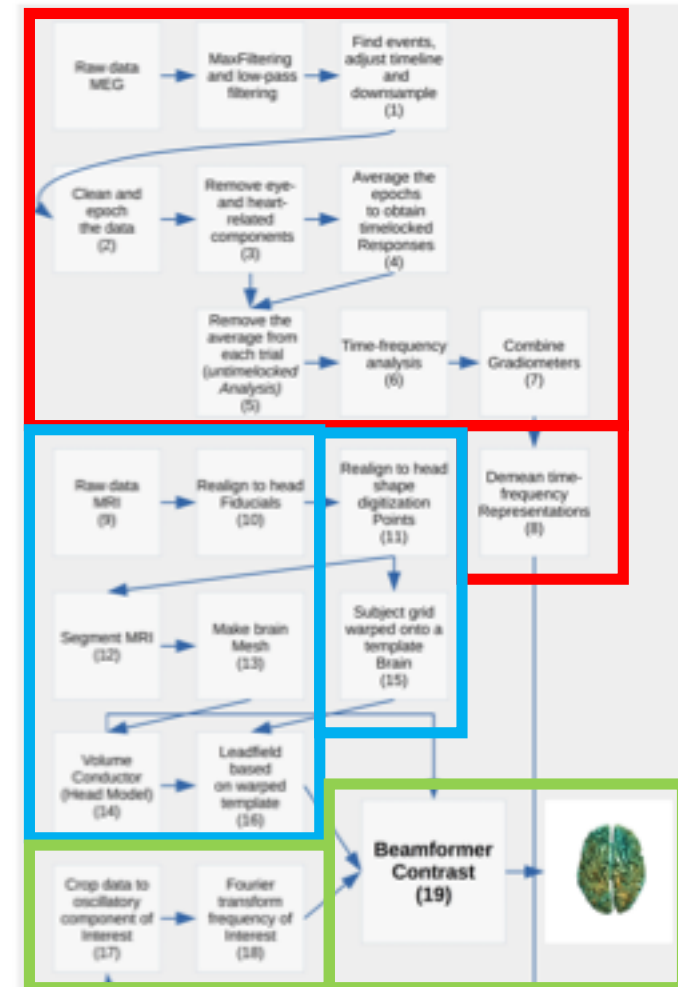 Raw data
MEG
MaxFiltering
and low-pass
filtering
Find events,
adjust timeline
and
downsample
(1)
Clean and
epoch
the data
(2)
Remove eye-
and heart-
related
components
(3)
Average the
epochs
to obtain
timelocked
Responses
(4)
Remove the
average from
each trial
(untimelocked
Analysis)
(5)
Time-frequency
analysis
(6)
Combine
Gradiometers
(7)
Raw data
MRI
(9)
Realign to head
Fiducials
(10)
Realign to head
shape
digitization
Points
(11)
Demean time-
frequency
Representations
(8)
Segment MRI
(12)
Make brain
Mesh
(13)
Subject grid
warped onto a
template
Brain
(15)
Volume
Conductor
(Head Model)
(14)
Leadfield
based
on warped
template
(16)
Beamformer
Contrast
(19)
Crop data to
oscillatory
component of
Interest
(17)
Fourier
transform
frequency of
Interest
(18)